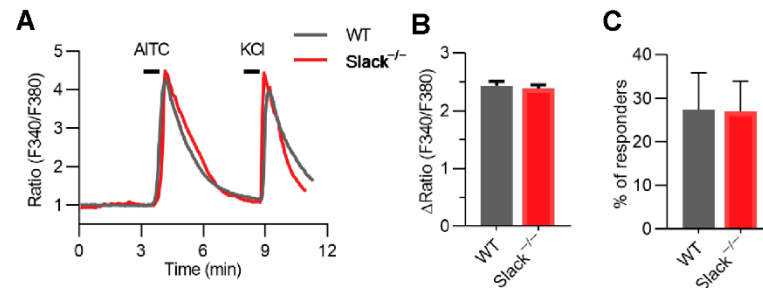 A
AITC
KCl
WT
Slack⁻/⁻
Ratio (F340/F380)
5
4
3
2
1
0
3
6
9
12
Time (min)
B
ΔRatio (F340/F380)
3
2
1
0
WT
Slack⁻/⁻
C
% of responders
40
30
20
10
0
WT
Slack⁻/⁻